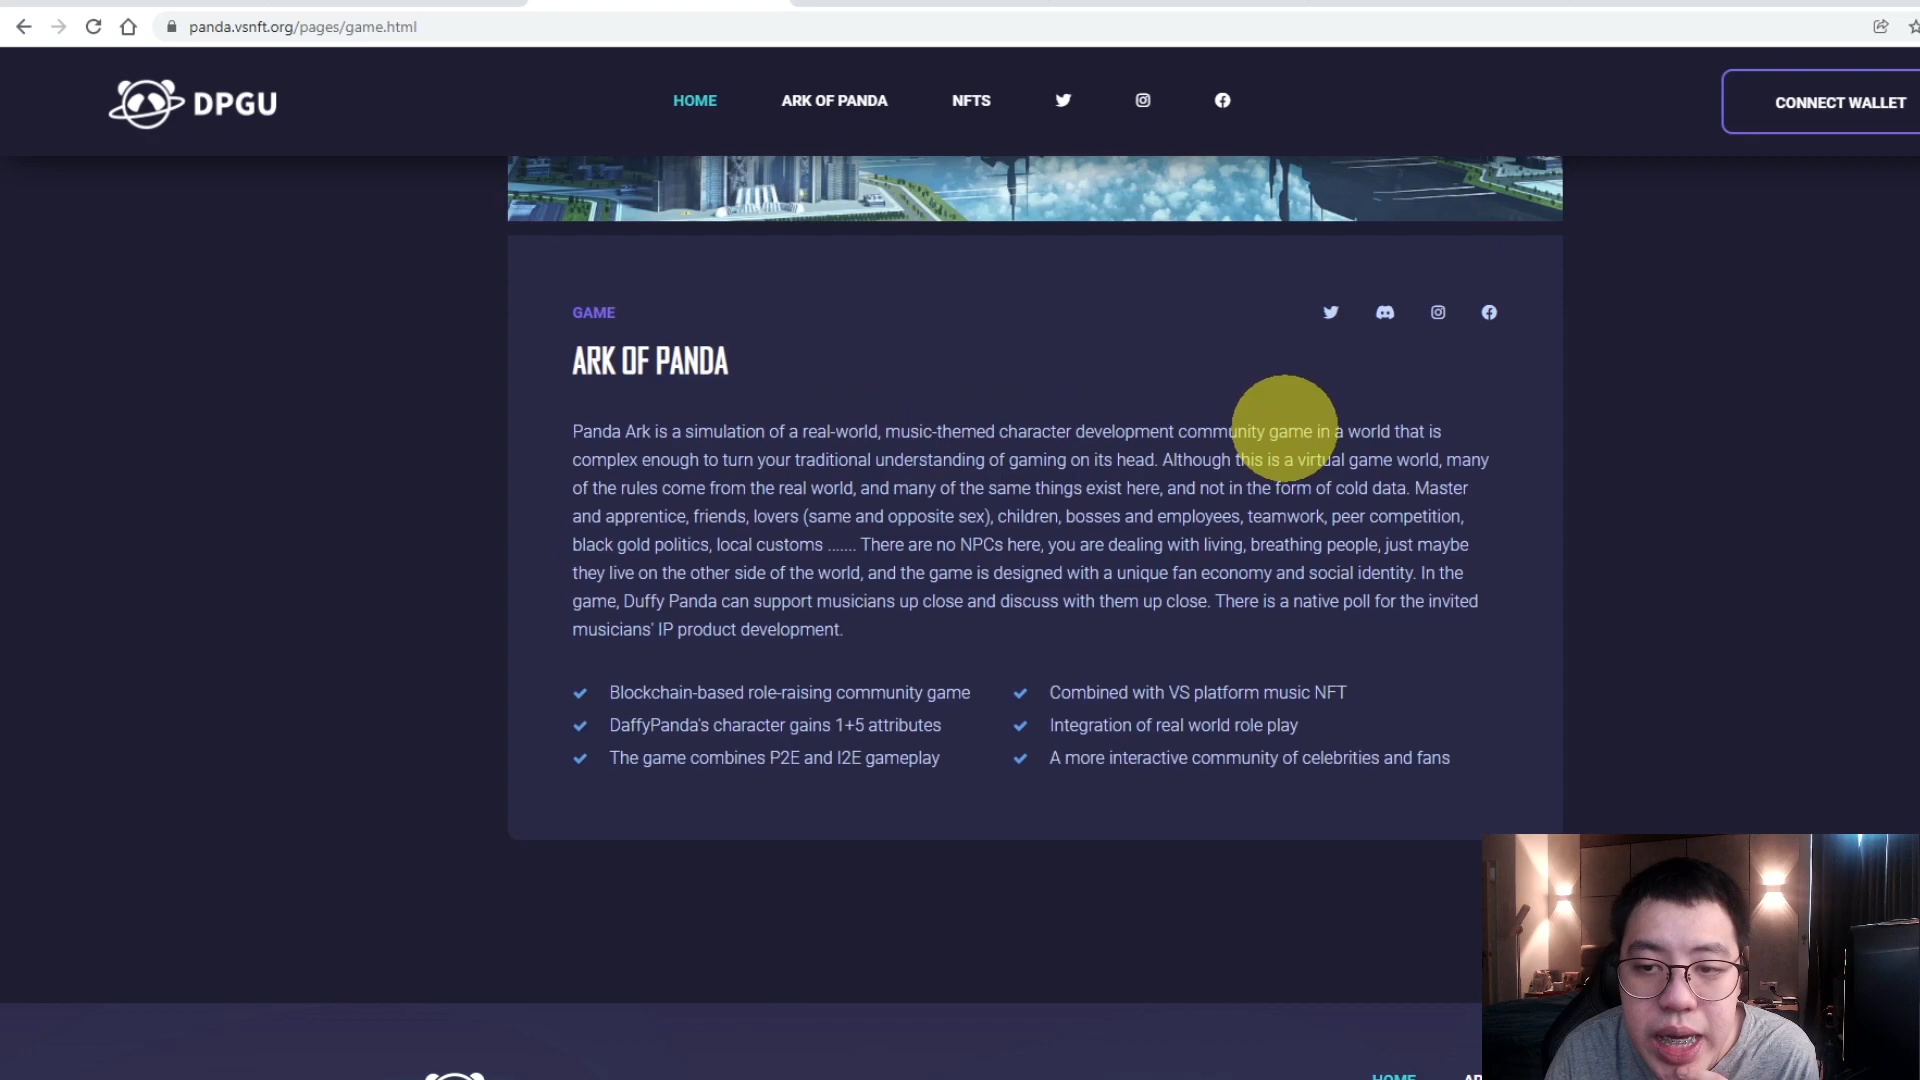 panda.vsnft.org/pages/game.html
DPGU
HOME
ARK OF PANDA
NFTS
CONNECT WALLET
GAME
ARK OF PANDA
Panda Ark is a simulation of a real-world, music-themed character development community game in a world that is
complex enough to turn your traditional understanding of gaming on its head. Although this is a virtual game world, many
of the rules come from the real world, and many of the same things exist here, and not in the form of cold data. Master
and apprentice, friends, lovers (same and opposite sex), children, bosses and employees, teamwork, peer competition,
black gold politics, local customs ....... There are no NPCs here, you are dealing with living, breathing people, just maybe
they live on the other side of the world, and the game is designed with a unique fan economy and social identity. In the
game, Duffy Panda can support musicians up close and discuss with them up close. There is a native poll for the invited
musicians' IP product development.
Blockchain-based role-raising community game
Combined with VS platform music NFT
DaffyPanda's character gains 1+5 attributes
Integration of real world role play
The game combines P2E and I2E gameplay
A more interactive community of celebrities and fans
HOME